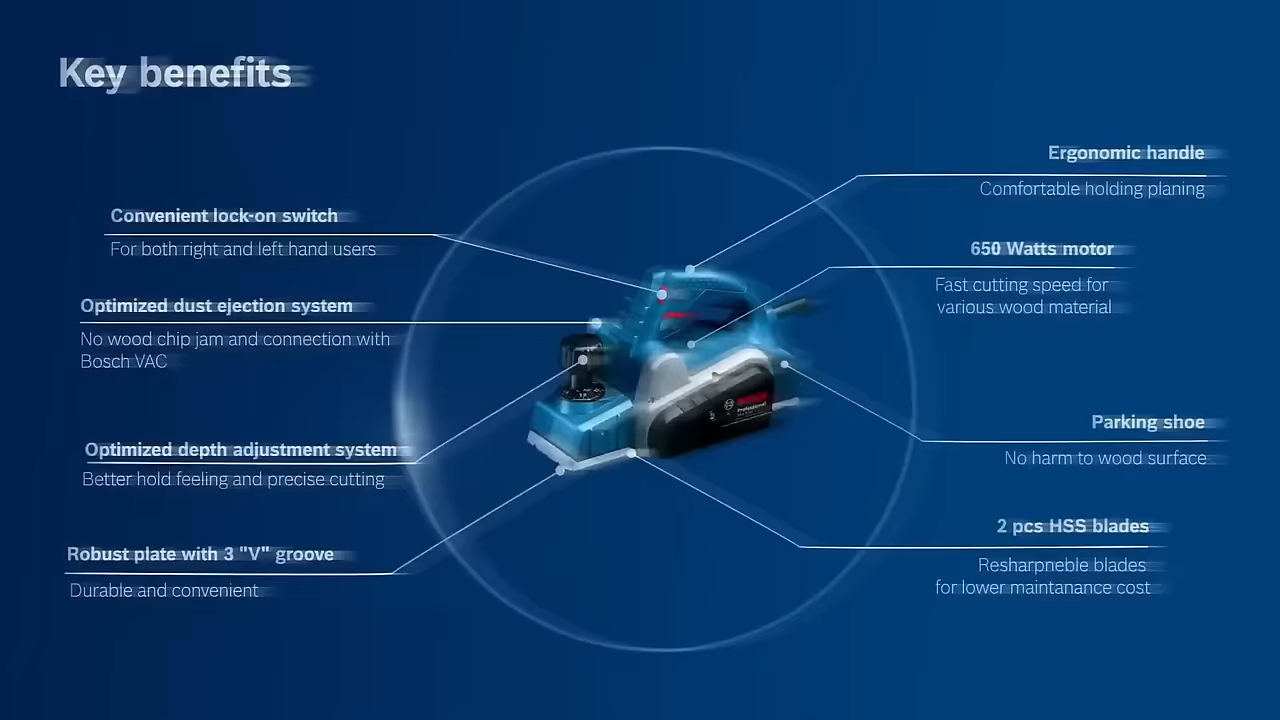 Key benefits
Convenient lock-on switch
For both right and left hand users
Optimized dust ejection system
No wood chip jam and connection with
Bosch VAC
Optimized depth adjustment system
Better hold feeling and precise cutting
Robust plate with 3 "V" groove
Durable and convenient
Ergonomic handle
Comfortable holding planing
650 Watts motor
Fast cutting speed for
various wood material
Parking shoe
No harm to wood surface
2 pcs HSS blades
Resharpneble blades
for lower maintanance cost
Professional